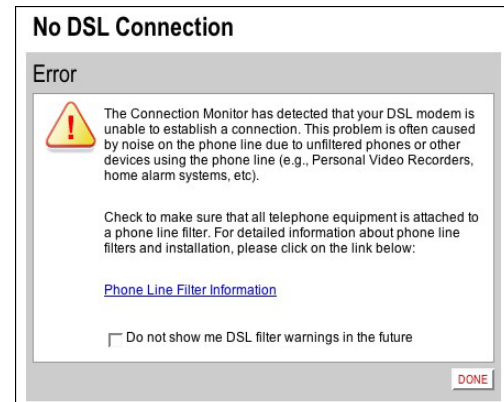 No DSL Connection
Error
The Connection Monitor has detected that your DSL modem is
unable to establish a connection. This problem is often caused
by noise on the phone line due to unfiltered phones or other
devices using the phone line (e.g., Personal Video Recorders,
home alarm systems, etc).
Check to make sure that all telephone equipment is attached to
a phone line filter. For detailed information about phone line
filters and installation, please click on the link below:
Phone Line Filter Information
Do not show me DSL filter warnings in the future
DONE